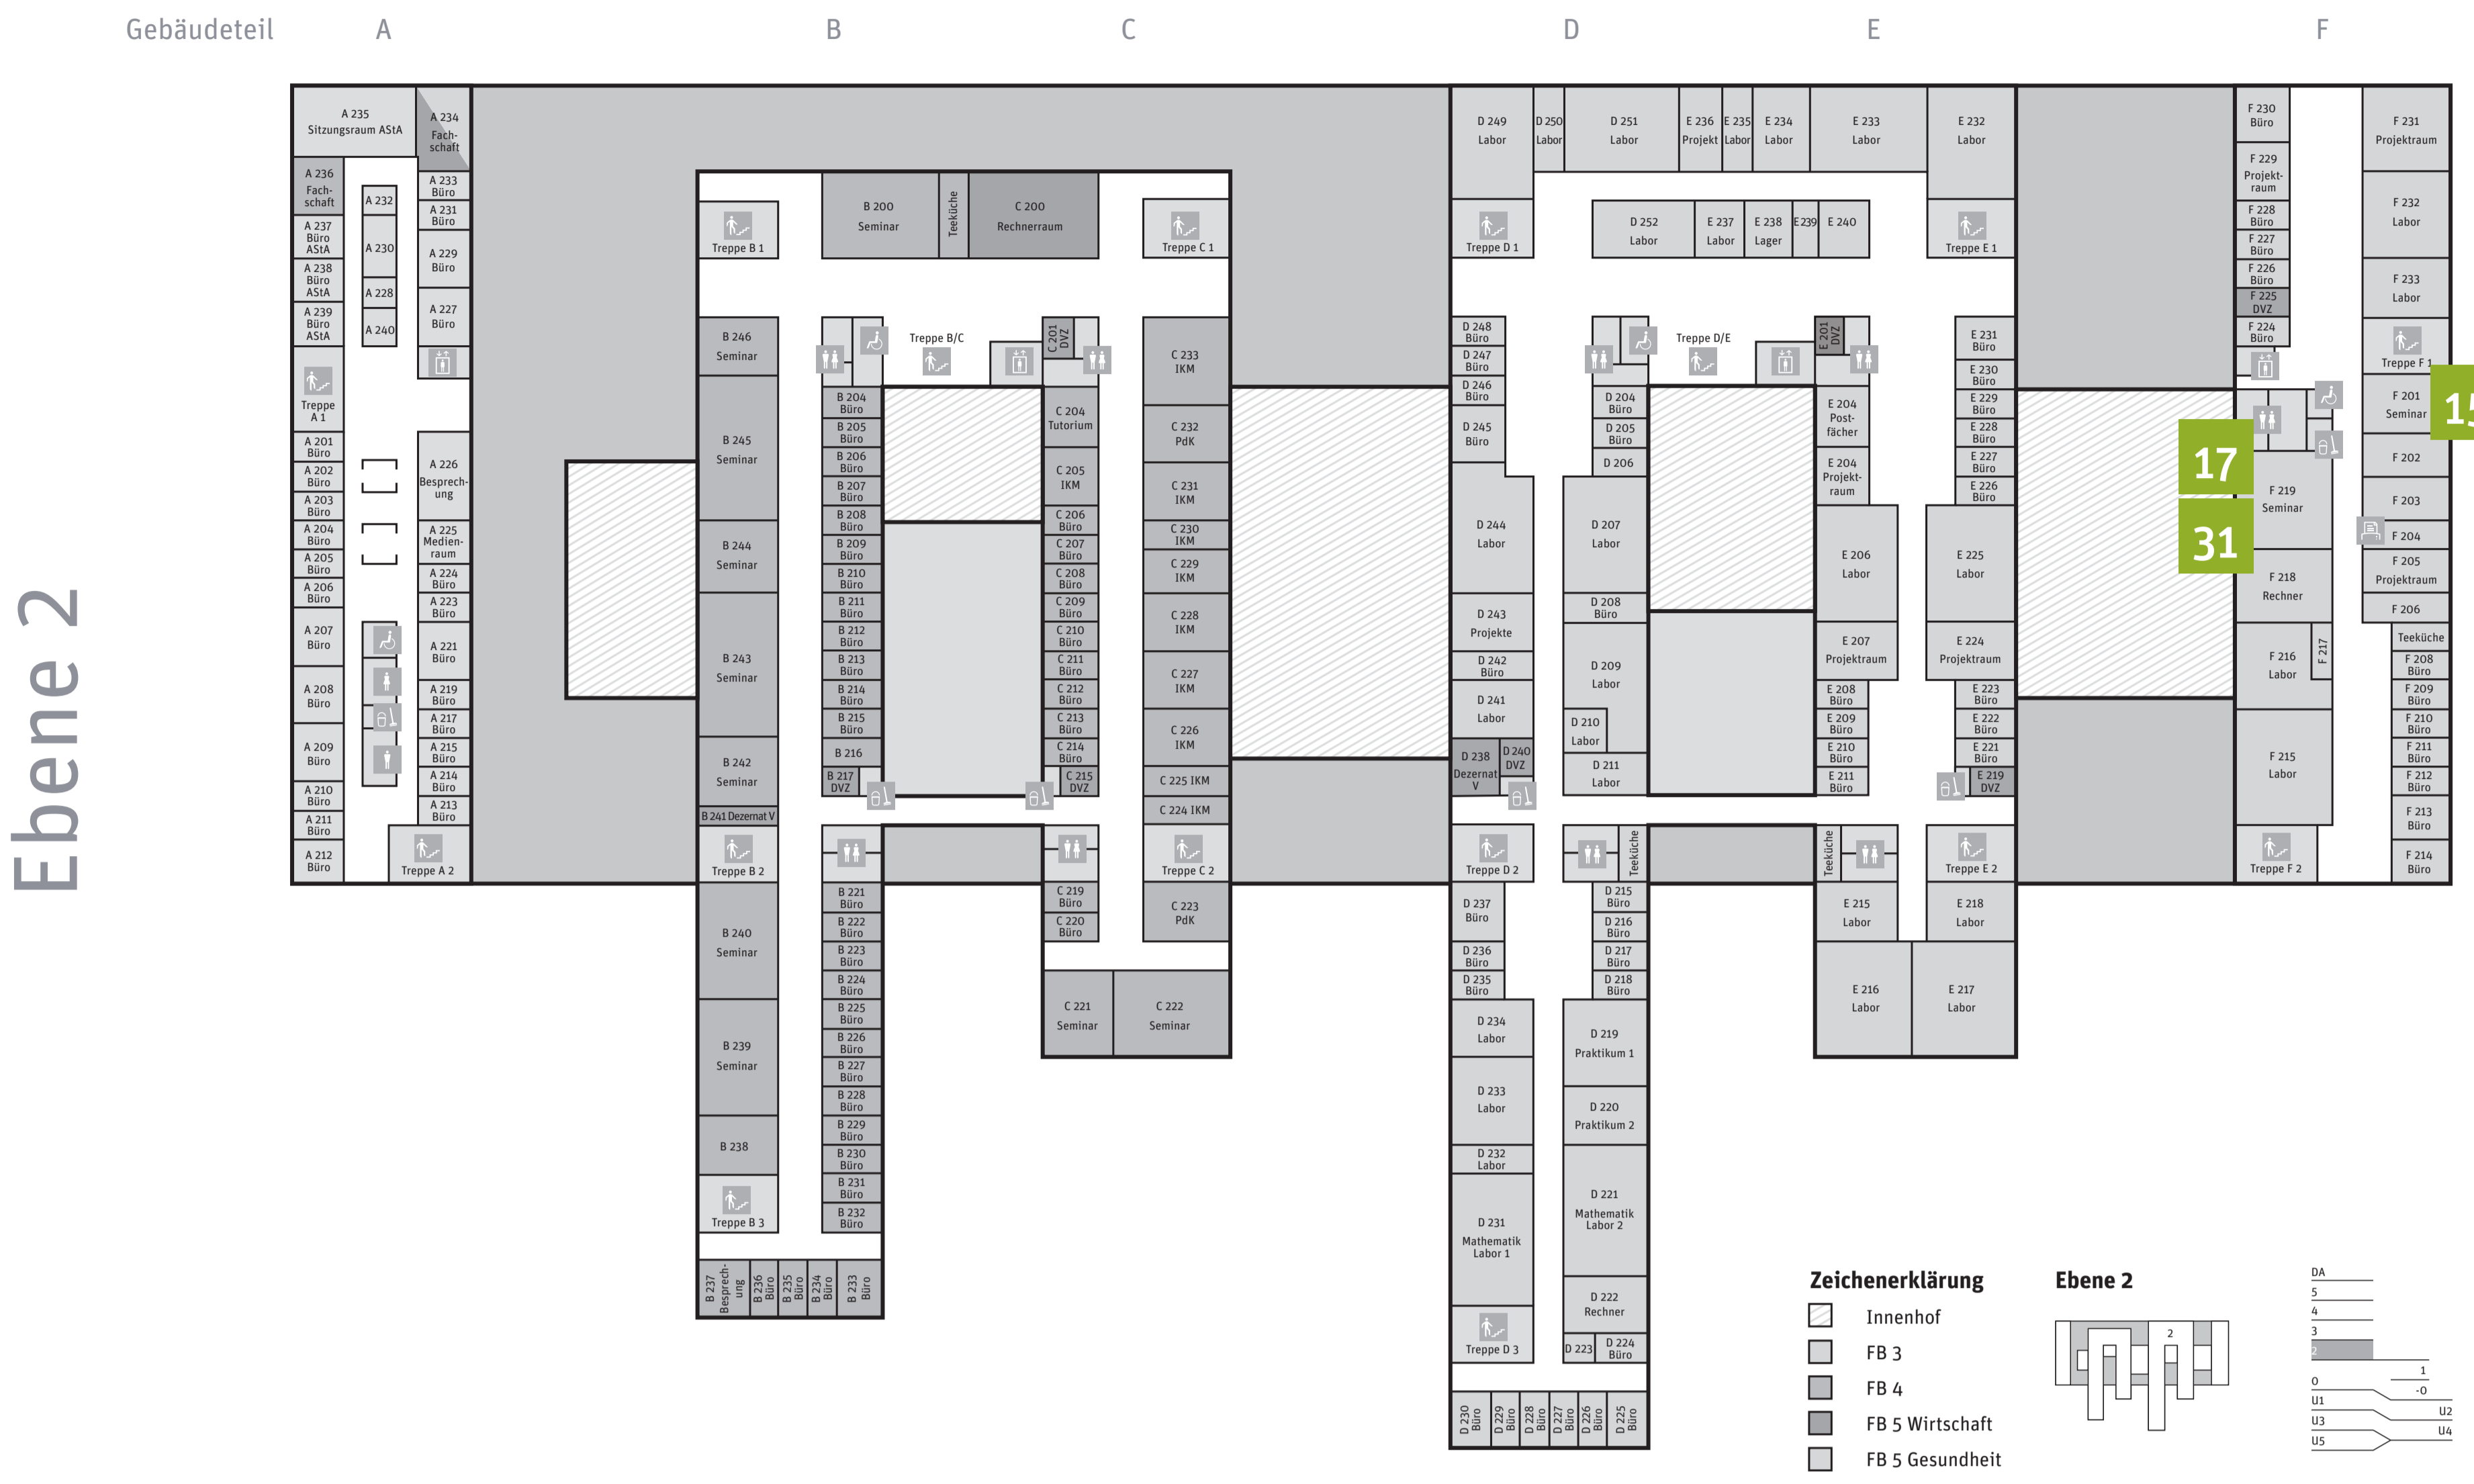 Gebäudeteil A B C D E F
Ebene 2
A 235
Sitzungsraum AStA
A 234
Fach-
schaft
A 236
Fach-
schaft
A 237
Büro
AStA
A 238
Büro
AStA
A 239
Büro
AStA
Treppe
A 1
A 201
Büro
A 202
Büro
A 203
Büro
A 204
Büro
A 205
Büro
A 206
Büro
A 207
Büro
A 208
Büro
A 209
Büro
A 210
Büro
A 211
Büro
A 212
Büro
A 232
A 230
A 228
A 240
A 233
Büro
A 231
Büro
A 229
Büro
A 227
Büro
A 226
Besprech-
ung
A 225
Medien-
raum
A 224
Büro
A 223
Büro
A 221
Büro
A 219
Büro
A 217
Büro
A 215
Büro
A 214
Büro
A 213
Büro
Treppe A 2
Treppe B 1
B 246
Seminar
B 245
Seminar
B 244
Seminar
B 243
Seminar
B 242
Seminar
B 241 Dezernat V
Treppe B 2
B 240
Seminar
B 239
Seminar
B 238
Treppe B 3
B 237
Besprech-
ung
B 236
Büro
B 235
Büro
B 234
Büro
B 233
Büro
B 200
Seminar
Teeküche
C 200
Rechnerraum
Treppe B/C
B 204
Büro
B 205
Büro
B 206
Büro
B 207
Büro
B 208
Büro
B 209
Büro
B 210
Büro
B 211
Büro
B 212
Büro
B 213
Büro
B 214
Büro
B 215
Büro
B 216
B 217
DVZ
B 221
Büro
B 222
Büro
B 223
Büro
B 224
Büro
B 225
Büro
B 226
Büro
B 227
Büro
B 228
Büro
B 229
Büro
B 230
Büro
B 231
Büro
B 232
Büro
C 201
DVZ
C 204
Tutorium
C 205
IKM
C 206
Büro
C 207
Büro
C 208
Büro
C 209
Büro
C 210
Büro
C 211
Büro
C 212
Büro
C 213
Büro
C 214
Büro
C 215
DVZ
C 219
Büro
C 220
Büro
C 221
Seminar
C 222
Seminar
Treppe C 1
C 233
IKM
C 232
PdK
C 231
IKM
C 230
IKM
C 229
IKM
C 228
IKM
C 227
IKM
C 226
IKM
C 225 IKM
C 224 IKM
Treppe C 2
C 223
PdK
D 249
Labor
D 250
Labor
D 251
Labor
E 236
Projekt
E 235
Labor
E 234
Labor
E 233
Labor
E 232
Labor
Treppe D 1
D 252
Labor
E 237
Labor
E 238
Lager
E 239
E 240
Treppe E 1
D 248
Büro
D 247
Büro
D 246
Büro
D 245
Büro
D 244
Labor
D 243
Projekte
D 242
Büro
D 241
Labor
D 238
Dezernat
V
D 240
DVZ
Treppe D 2
D 237
Büro
D 236
Büro
D 235
Büro
D 234
Labor
D 233
Labor
D 232
Labor
D 231
Mathematik
Labor 1
Treppe D 3
D 230
Büro
D 229
Büro
D 228
Büro
D 227
Büro
D 226
Büro
D 225
Büro
Treppe D/E
D 204
Büro
D 205
Büro
D 206
D 207
Labor
D 208
Büro
D 209
Labor
D 210
Labor
D 211
Labor
Teeküche
D 215
Büro
D 216
Büro
D 217
Büro
D 218
Büro
D 219
Praktikum 1
D 220
Praktikum 2
D 221
Mathematik
Labor 2
D 222
Rechner
D 223
D 224
Büro
E 201
DVZ
E 204
Post-
fächer
E 204
Projekt-
raum
E 206
Labor
E 207
Projektraum
E 208
Büro
E 209
Büro
E 210
Büro
E 211
Büro
Teeküche
E 215
Labor
E 216
Labor
E 217
Labor
E 231
Büro
E 230
Büro
E 229
Büro
E 228
Büro
E 227
Büro
E 226
Büro
E 225
Labor
E 224
Projektraum
E 223
Büro
E 222
Büro
E 221
Büro
E 219
DVZ
Treppe E 2
E 218
Labor
F 230
Büro
F 229
Projekt-
raum
F 228
Büro
F 227
Büro
F 226
Büro
F 225
DVZ
F 224
Büro
17
31
F 219
Seminar
F 218
Rechner
F 216
Labor
F 217
F 215
Labor
Treppe F 2
F 231
Projektraum
F 232
Labor
F 233
Labor
Treppe F 1
F 201
Seminar
15
F 202
F 203
F 204
F 205
Projektraum
F 206
Teeküche
F 208
Büro
F 209
Büro
F 210
Büro
F 211
Büro
F 212
Büro
F 213
Büro
F 214
Büro
Zeichenerklärung
Innenhof
FB 3
FB 4
FB 5 Wirtschaft
FB 5 Gesundheit
Ebene 2
2
DA
5
4
3
2
1
0
-0
U1
U2
U3
U4
U5